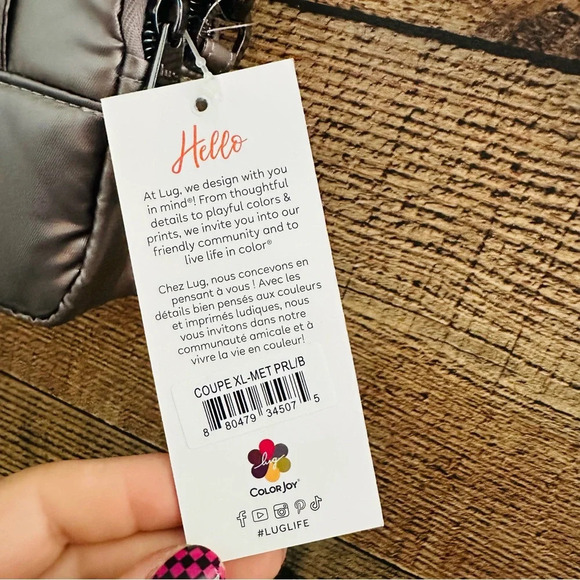 Hello
At Lug, we design with you
in mind®! From thoughtful
details to playful colors &
prints, we invite you into our
friendly community and to
live life in color®
Chez Lug, nous concevons en
pensant à vous ! Avec les
détails bien pensés aux couleurs
et imprimés ludiques, nous
vous invitons dans notre
communauté amicale et à
vivre la vie en couleur!
COUPE XL-MET PRL/B
8 80479 34507 5
lug
COLOR JOY®
#LUGLIFE